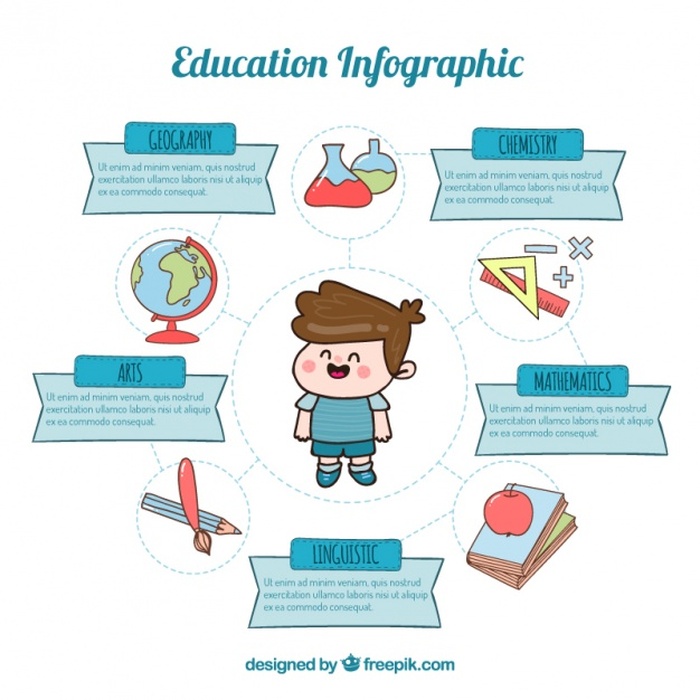 Education Infographic
GEOGRAPHY
Ut enim ad minim veniam, quis nostrud
exercitation ullamco laboris nisi ut aliquip
ex ea commodo consequat.
CHEMISTRY
Ut enim ad minim veniam, quis nostrud
exercitation ullamco laboris nisi ut aliquip
ex ea commodo consequat.
ARTS
Ut enim ad minim veniam, quis nostrud
exercitation ullamco laboris nisi ut aliquip
ex ea commodo consequat.
MATHEMATICS
Ut enim ad minim veniam, quis nostrud
exercitation ullamco laboris nisi ut aliquip
ex ea commodo consequat.
LINGUISTIC
Ut enim ad minim veniam, quis nostrud
exercitation ullamco laboris nisi ut aliquip
ex ea commodo consequat.
designed by freepik.com